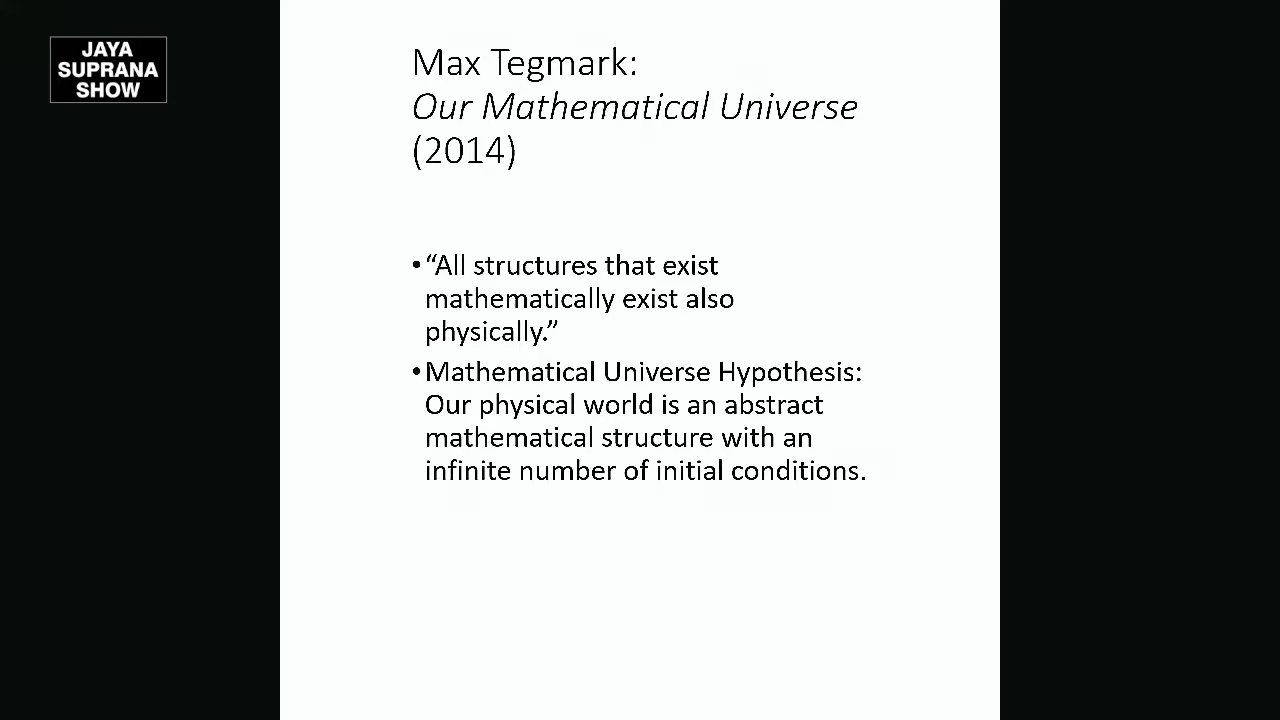 JAYA
SUPRANA
SHOW
Max Tegmark:
Our Mathematical Universe
(2014)
•“All structures that exist
mathematically exist also
physically.”
•Mathematical Universe Hypothesis:
Our physical world is an abstract
mathematical structure with an
infinite number of initial conditions.